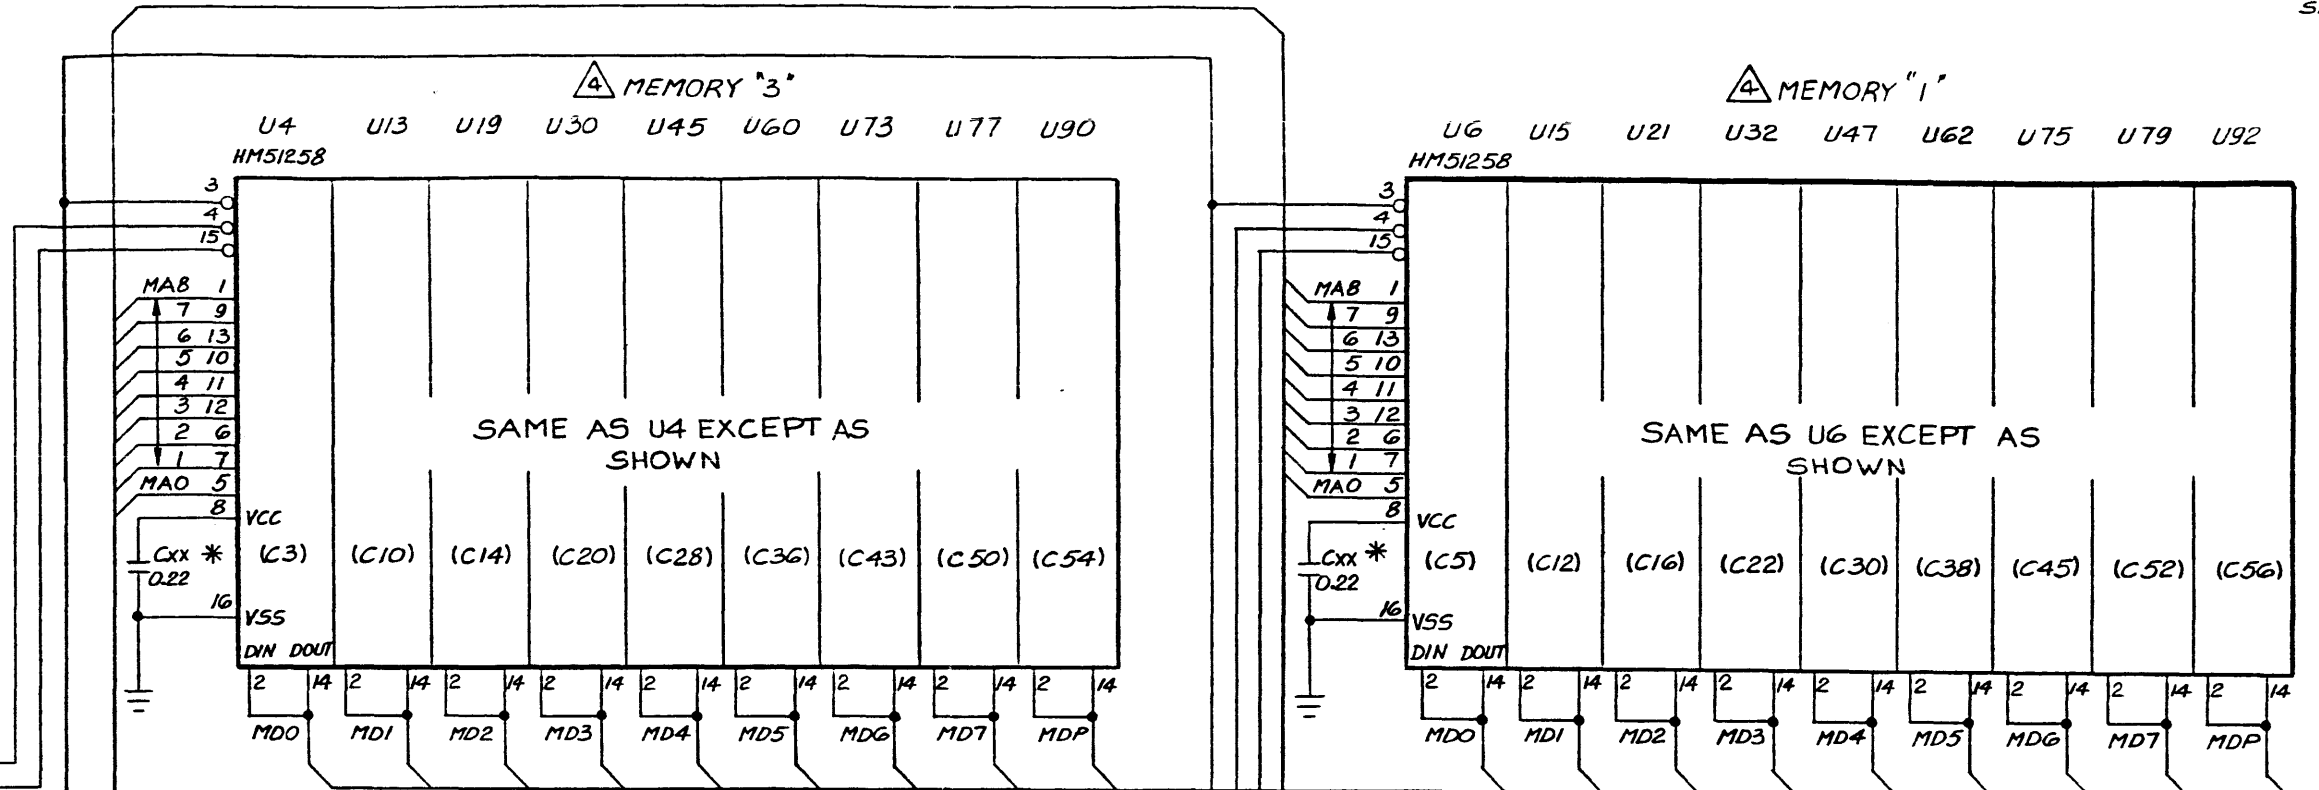 S
4 MEMORY "3"
U4 U13 U19 U30 U45 U60 U73 U77 U90
HM51258
3
4
15
MA8 1
7 9
6 13
5 10
4 11
3 12
2 6
1 7
MA0 5
8 VCC
CXX * (C3) (C10) (C14) (C20) (C28) (C36) (C43) (C50) (C54)
0.22
16 VSS
DIN DOUT
SAME AS U4 EXCEPT AS
SHOWN
2 14 2 14 2 14 2 14 2 14 2 14 2 14 2 14 2 14
MD0 MD1 MD2 MD3 MD4 MD5 MD6 MD7 MDP
4 MEMORY "1"
U6 U15 U21 U32 U47 U62 U75 U79 U92
HM51258
3
4
15
MA8 1
7 9
6 13
5 10
4 11
3 12
2 6
1 7
MA0 5
8 VCC
CXX * (C5) (C12) (C16) (C22) (C30) (C38) (C45) (C52) (C56)
0.22
16 VSS
DIN DOUT
SAME AS U6 EXCEPT AS
SHOWN
2 14 2 14 2 14 2 14 2 14 2 14 2 14 2 14 2 14
MD0 MD1 MD2 MD3 MD4 MD5 MD6 MD7 MDP